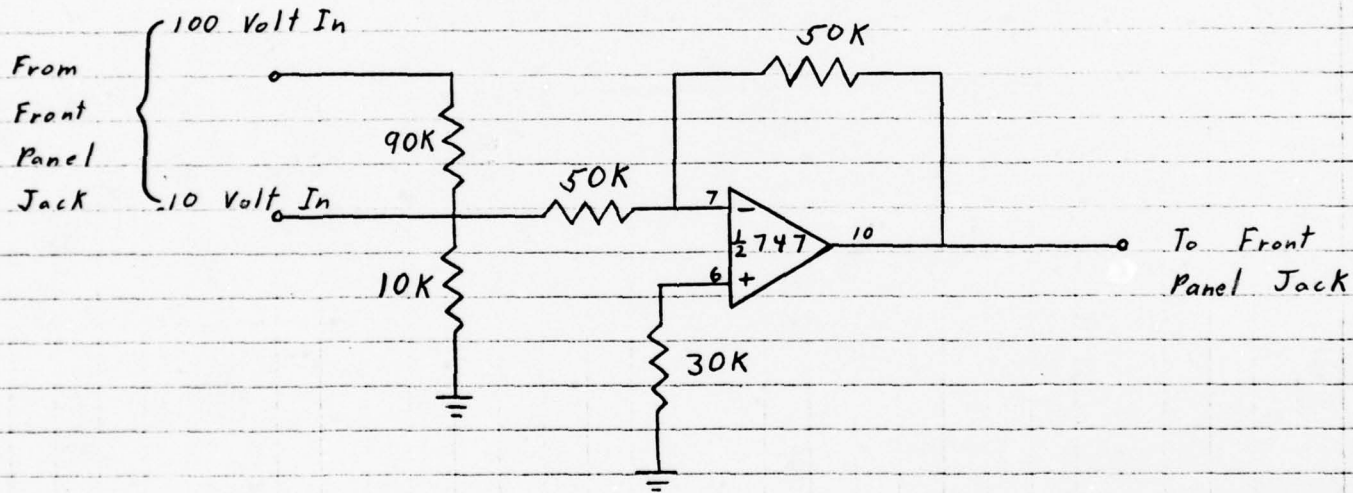 100 Volt In
From
Front
Panel
Jack
10 Volt In
90K
10K
50K
50K
7
-
1/2 747
6
+
10
30K
To Front
Panel Jack